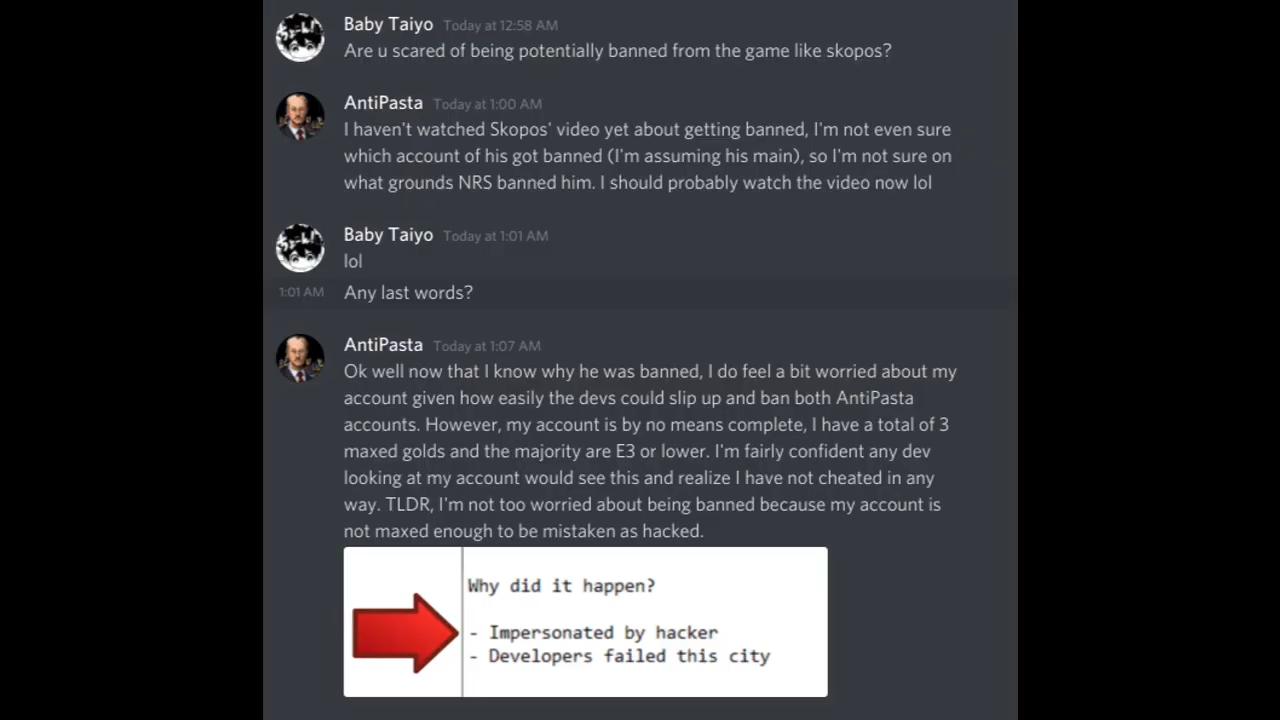 Baby Taiyo Today at 12:58 AM
Are u scared of being potentially banned from the game like skopos?
AntiPasta Today at 1:00 AM
I haven't watched Skopos' video yet about getting banned, I'm not even sure
which account of his got banned (I'm assuming his main), so I'm not sure on
what grounds NRS banned him. I should probably watch the video now lol
Baby Taiyo Today at 1:01 AM
lol
1:01 AM Any last words?
AntiPasta Today at 1:07 AM
Ok well now that I know why he was banned, I do feel a bit worried about my
account given how easily the devs could slip up and ban both AntiPasta
accounts. However, my account is by no means complete, I have a total of 3
maxed golds and the majority are E3 or lower. I'm fairly confident any dev
looking at my account would see this and realize I have not cheated in any
way. TLDR, I'm not too worried about being banned because my account is
not maxed enough to be mistaken as hacked.
Why did it happen?
- Impersonated by hacker
- Developers failed this city